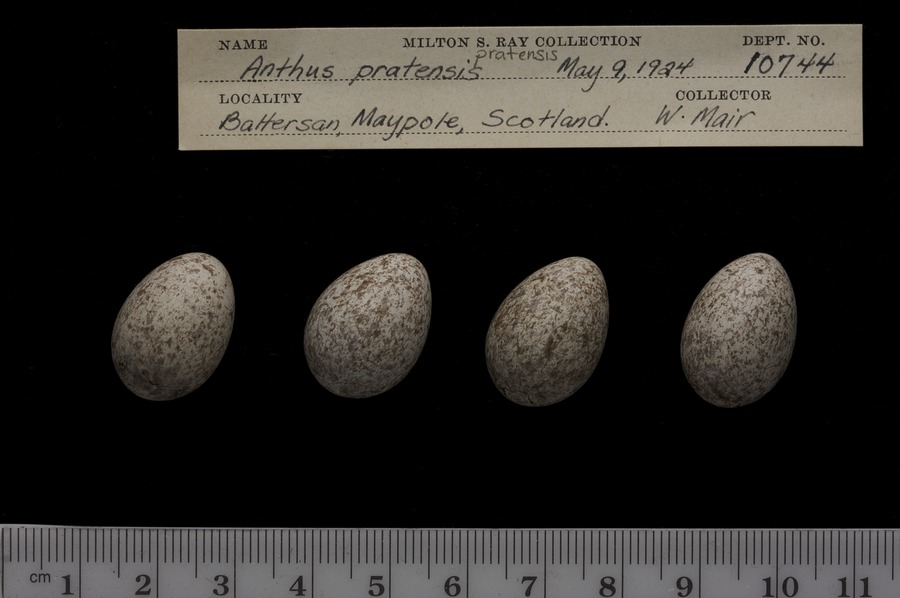 NAME MILTON S. RAY COLLECTION DEPT. NO.
pratensis
Anthus pratensis May 9, 1924 10744
LOCALITY COLLECTOR
Battersan, Maypole, Scotland. W. Mair
cm 1 2 3 4 5 6 7 8 9 10 11